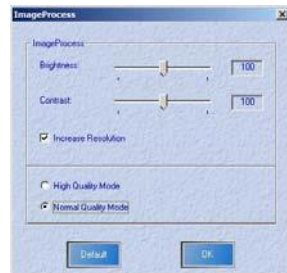 ImageProcess
ImageProcess
Brightness:
100
Contrast:
100
Increase Resolution
High Quality Mode
Normal Quality Mode
Default
OK